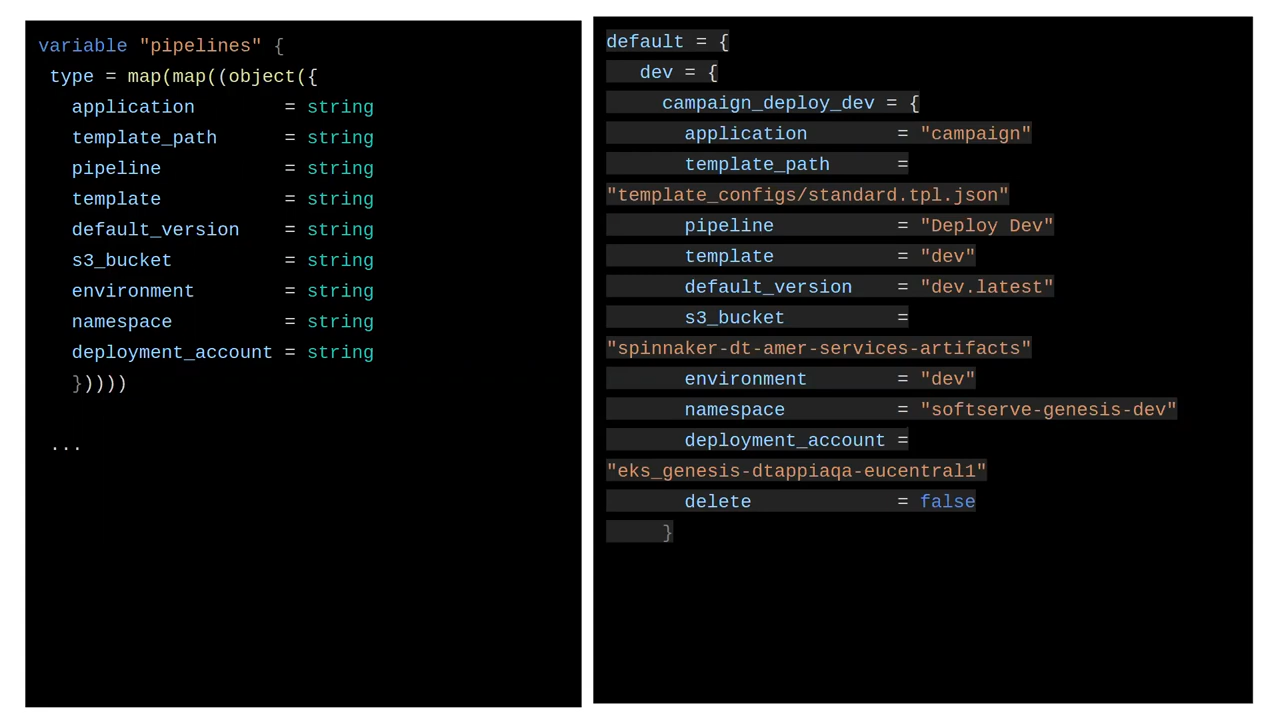 variable "pipelines" {
type = map(map((object({
application = string
template_path = string
pipeline = string
template = string
default_version = string
s3_bucket = string
environment = string
namespace = string
deployment_account = string
}))))
...
default = {
dev = {
campaign_deploy_dev = {
application = "campaign"
template_path =
"template_configs/standard.tpl.json"
pipeline = "Deploy Dev"
template = "dev"
default_version = "dev.latest"
s3_bucket =
"spinnaker-dt-amer-services-artifacts"
environment = "dev"
namespace = "softserve-genesis-dev"
deployment_account =
"eks_genesis-dtappiaqa-eucentral1"
delete = false
}